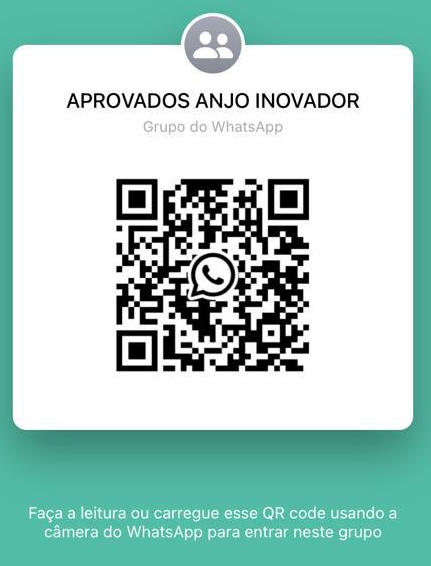 APROVADOS ANJO INOVADOR
Grupo do WhatsApp
Faça a leitura ou carregue esse QR code usando a
câmera do WhatsApp para entrar neste grupo